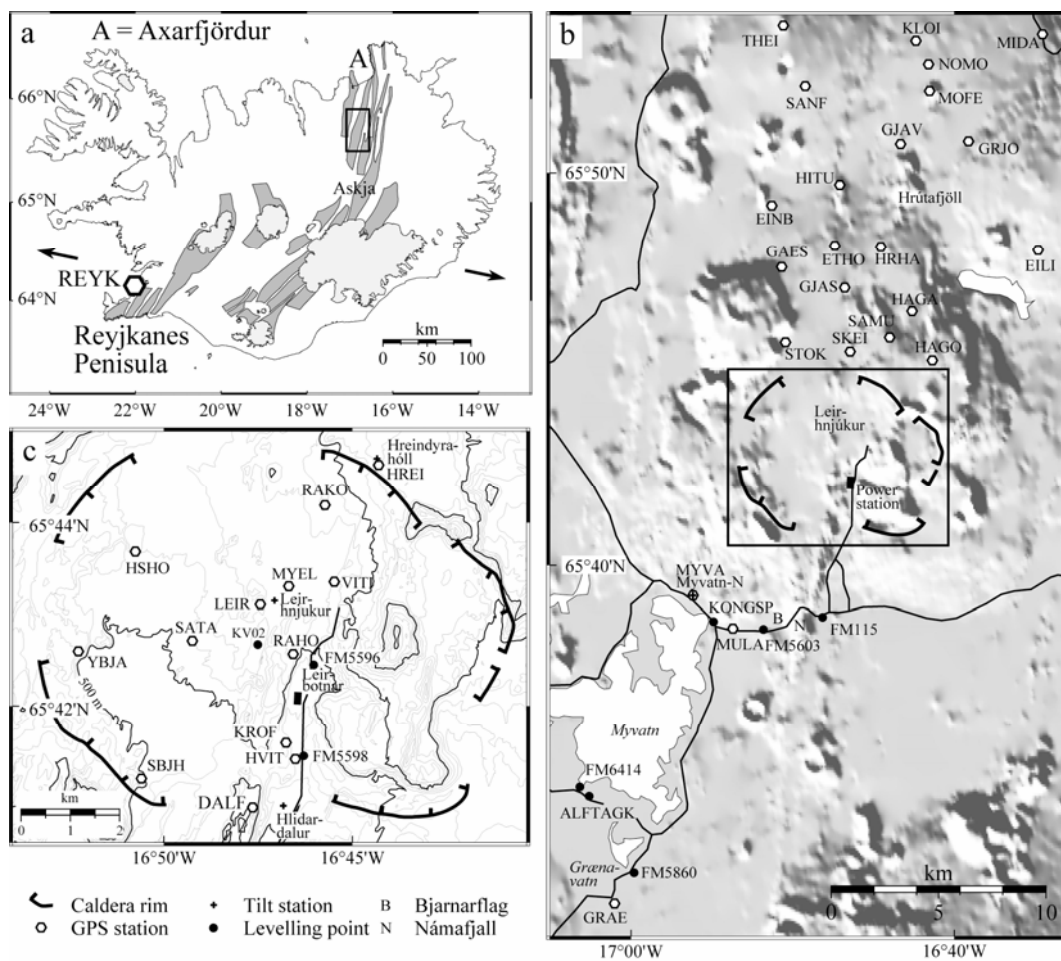 a
A = Axarfjördur
A
66°N
Askja
65°N
REYK
64°N
Reyjkanes
Penisula
km
0 50 100
24°W 22°W 20°W 18°W 16°W 14°W
b
THEI
KLOI
MIDA
NOMO
SANF
MOFE
GJAV
GRJO
65°50'N
HITU
Hrútafjöll
EINB
ETHO
HRHA
GAES
EILI
GJAS
HAGA
SAMU
SKEI
STOK
HAGO
Leir-
hnjúkur
Power
station
65°40'N
MYVA
Myvatn-N
KQNGSP
B
N
FM115
MULA
FM5603
Myvatn
FM6414
ALFTAGK
Græna-
vatn
FM5860
GRAE
km
0 5 10
17°00'W 16°40'W
c
Hreindyra-
hóll
HREI
RAKO
65°44'N
HSHO
MYEL
VITI
LEIR
Leir-
hnjukur
SATA
KV02
RAHO
YBJA
FM5596
Leir-
botnar
500 m
65°42'N
KROF
HVIT
FM5598
SBJH
DALF
Hlidar-
dalur
km
0 1 2
16°50'W 16°45'W
Caldera rim
Tilt station
B Bjarnarflag
GPS station
Levelling point
N Námafjall